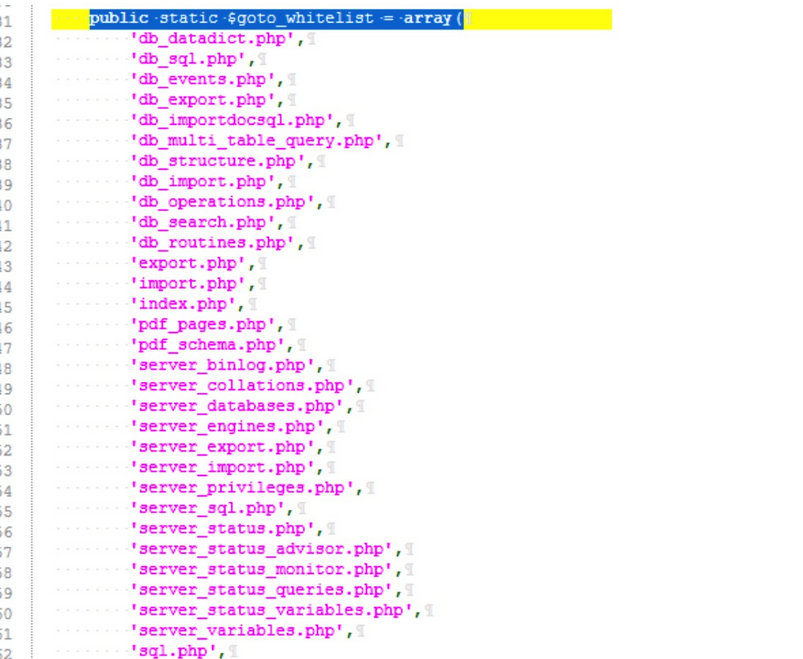 31 public static $goto_whitelist = array(
32 'db_datadict.php',
33 'db_sql.php',
34 'db_events.php',
35 'db_export.php',
36 'db_importdocsql.php',
37 'db_multi_table_query.php',
38 'db_structure.php',
39 'db_import.php',
40 'db_operations.php',
41 'db_search.php',
42 'db_routines.php',
43 'export.php',
44 'import.php',
45 'index.php',
46 'pdf_pages.php',
47 'pdf_schema.php',
48 'server_binlog.php',
49 'server_collations.php',
50 'server_databases.php',
51 'server_engines.php',
52 'server_export.php',
53 'server_import.php',
54 'server_privileges.php',
55 'server_sql.php',
56 'server_status.php',
57 'server_status_advisor.php',
58 'server_status_monitor.php',
59 'server_status_queries.php',
60 'server_status_variables.php',
61 'server_variables.php',
62 'sql.php',